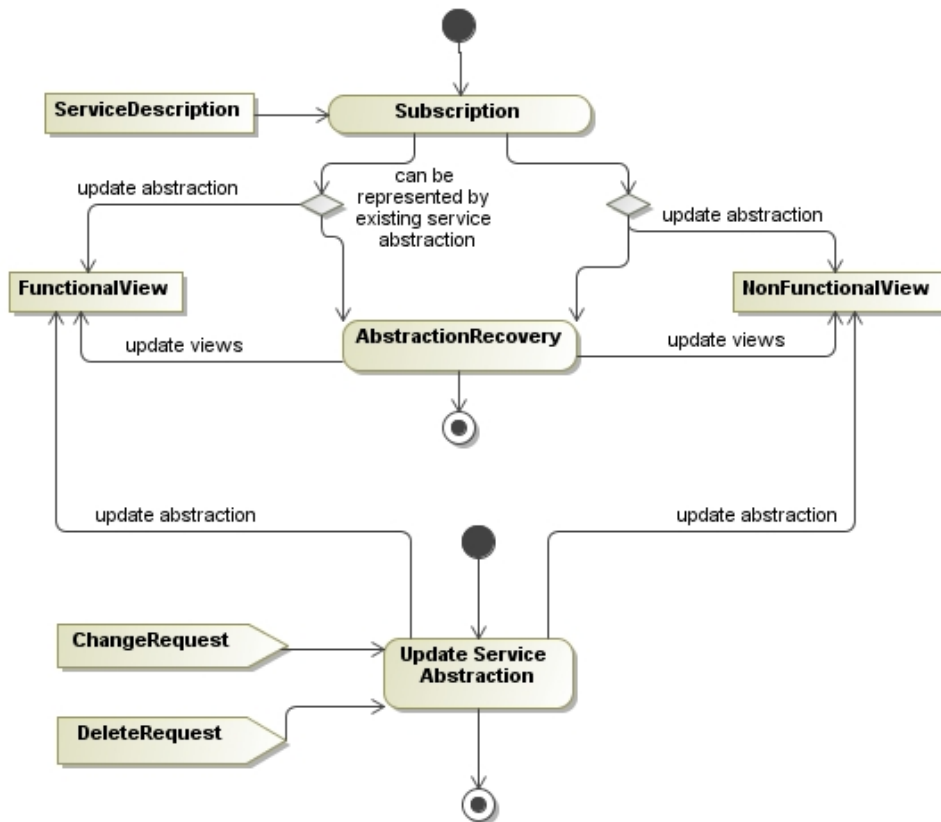 ServiceDescription
Subscription
can be
represented by
existing service
abstraction
update abstraction
update abstraction
FunctionalView
NonFunctionalView
AbstractionRecovery
update views
update views
update abstraction
update abstraction
ChangeRequest
Update Service
Abstraction
DeleteRequest